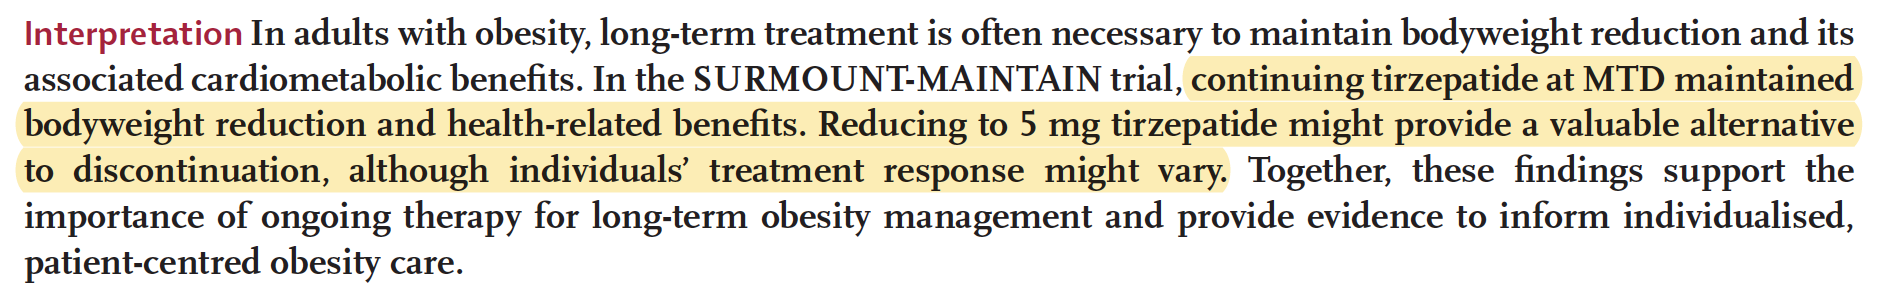 Interpretation In adults with obesity, long-term treatment is often necessary to maintain bodyweight reduction and its
associated cardiometabolic benefits. In the SURMOUNT-MAINTAIN trial, continuing tirzepatide at MTD maintained
bodyweight reduction and health-related benefits. Reducing to 5 mg tirzepatide might provide a valuable alternative
to discontinuation, although individuals’ treatment response might vary. Together, these findings support the
importance of ongoing therapy for long-term obesity management and provide evidence to inform individualised,
patient-centred obesity care.